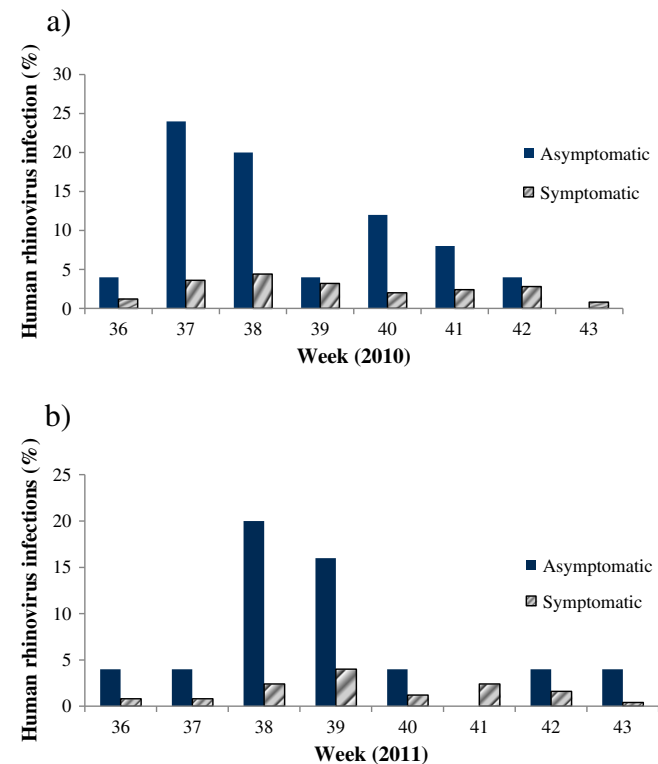 a)
Human rhinovirus infection (%)
30
25
20
15
10
5
0
Asymptomatic
Symptomatic
36 37 38 39 40 41 42 43
Week (2010)
b)
Human rhinovirus infections (%)
25
20
15
10
5
0
Asymptomatic
Symptomatic
36 37 38 39 40 41 42 43
Week (2011)